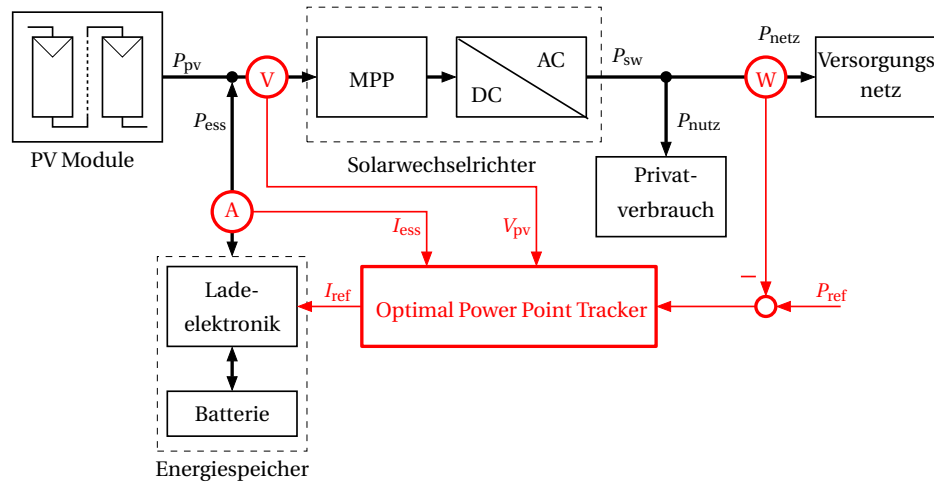 P_pv
V
MPP
AC
DC
P_sw
P_netz
W
Versorgungs
netz
P_ess
P_nutz
PV Module
Solarwechselrichter
Privat-
verbrauch
A
I_ess
V_pv
Lade-
elektronik
I_ref
Optimal Power Point Tracker
−
P_ref
Batterie
Energiespeicher